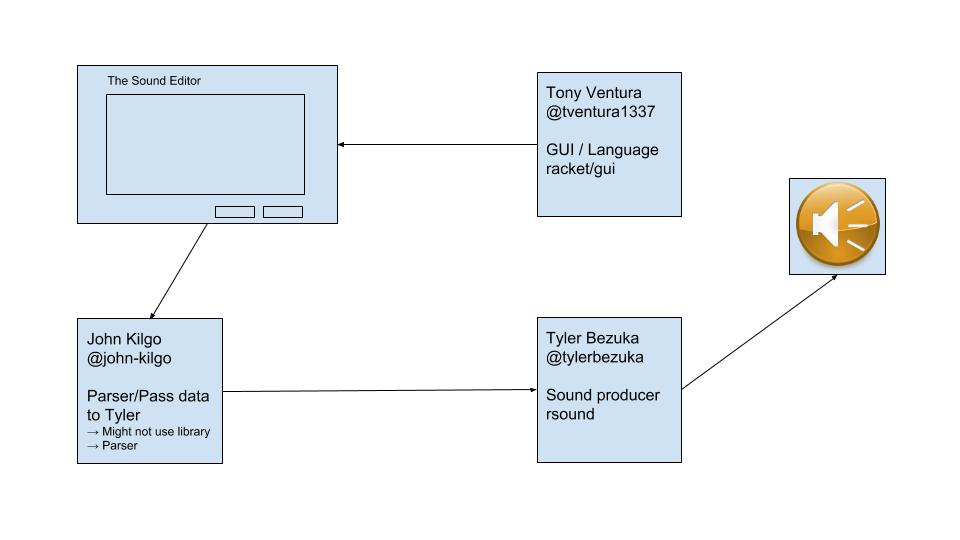 The Sound Editor
Tony Ventura
@tventura1337
GUI / Language
racket/gui
John Kilgo
@john-kilgo
Parser/Pass data
to Tyler
→ Might not use library
→ Parser
Tyler Bezuka
@tylerbezuka
Sound producer
rsound